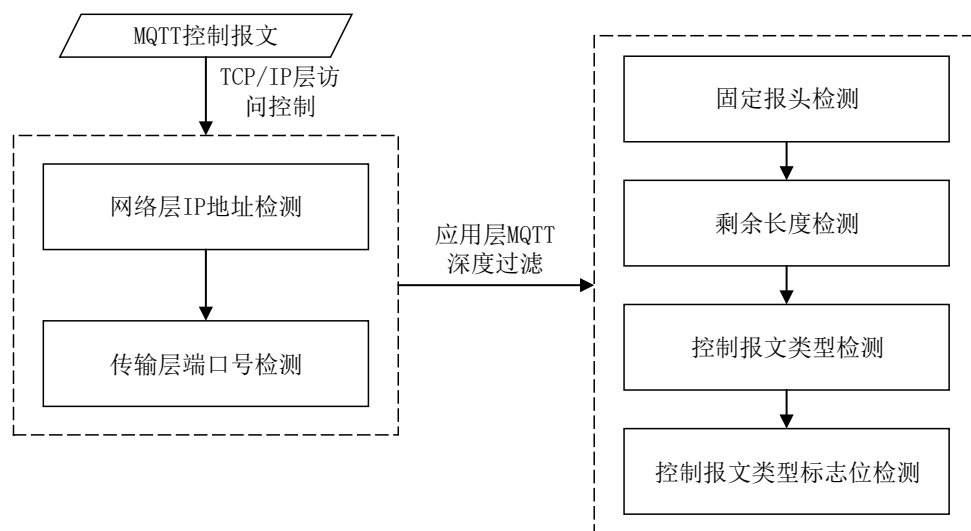 MQTT控制报文
TCP/IP层访
问控制
网络层IP地址检测
传输层端口号检测
应用层MQTT
深度过滤
固定报头检测
剩余长度检测
控制报文类型检测
控制报文类型标志位检测